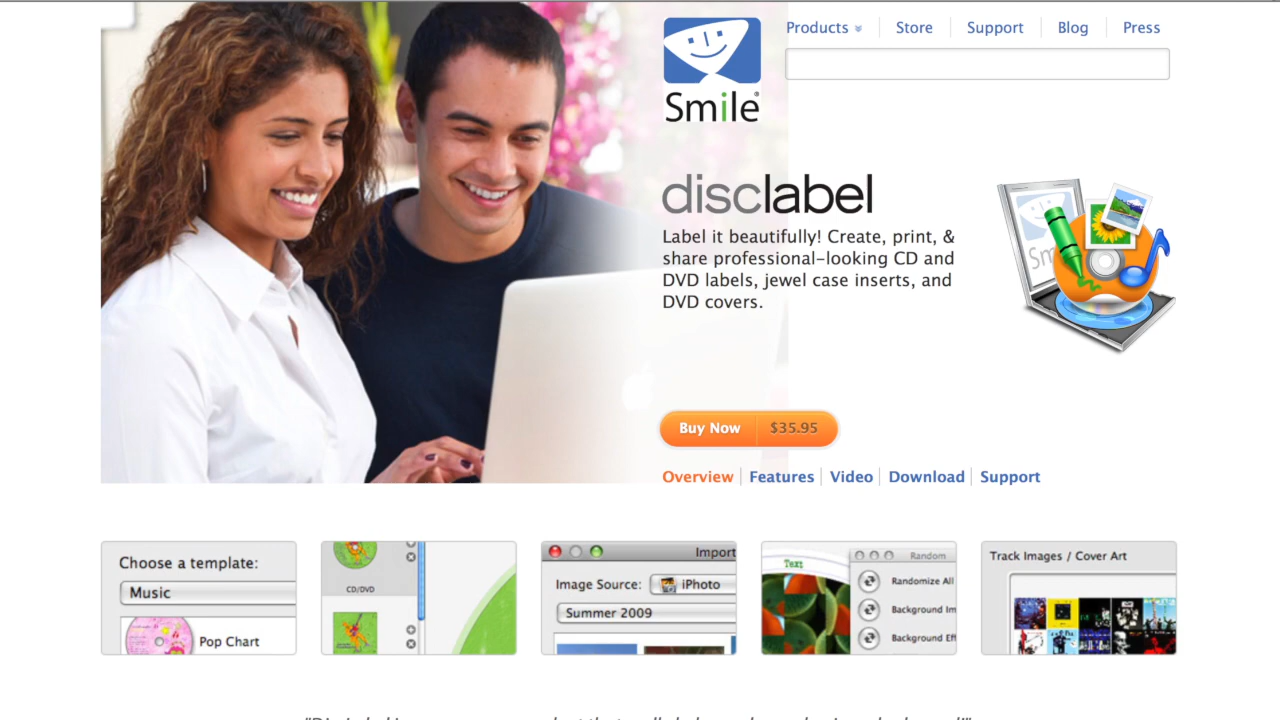 Products
Store
Support
Blog
Press
Smile
disclabel
Label it beautifully! Create, print, &
share professional-looking CD and
DVD labels, jewel case inserts, and
DVD covers.
Buy Now $35.95
Overview
Features
Video
Download
Support
Choose a template:
Music
Pop Chart
CD/DVD
Import
Image Source: iPhoto
Summer 2009
Text
Random
Randomize All
Background Im
Background Eff
Track Images / Cover Art